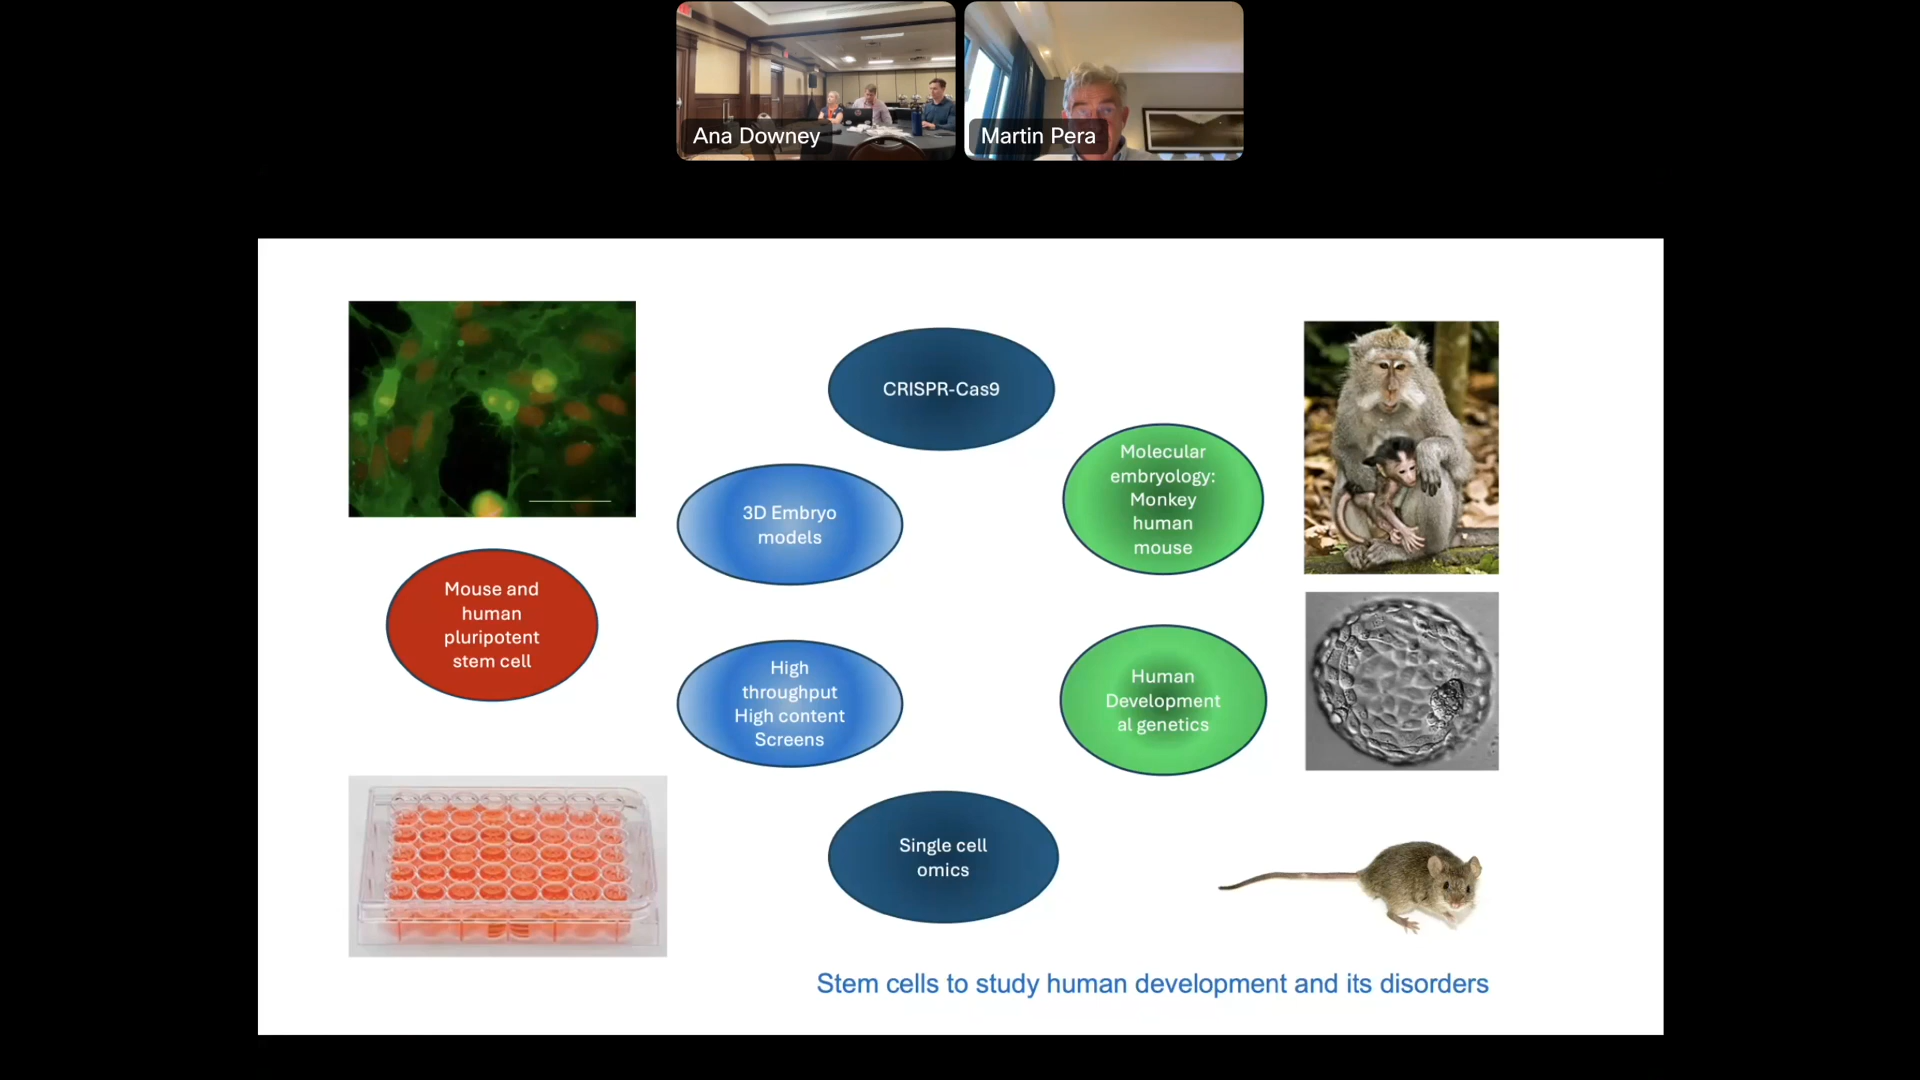 Ana Downey
Martin Pera
CRISPR-Cas9
Molecular
embryology:
Monkey
human
mouse
3D Embryo
models
Mouse and
human
pluripotent
stem cell
High
throughput
High content
Screens
Human
Development
al genetics
Single cell
omics
Stem cells to study human development and its disorders